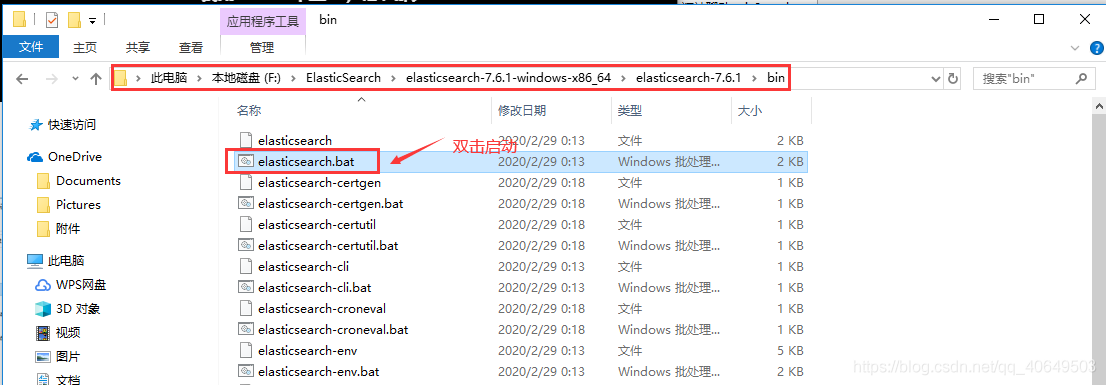 应用程序工具 bin
文件 主页 共享 查看 管理
此电脑 本地磁盘 (F:) ElasticSearch elasticsearch-7.6.1-windows-x86_64 elasticsearch-7.6.1 bin 搜索"bin"
名称 修改日期 类型 大小
快速访问
OneDrive
Documents
Pictures
附件
此电脑
WPS网盘
3D 对象
视频
图片
文档
双击启动
elasticsearch 2020/2/29 0:13 文件 2 KB
elasticsearch.bat 2020/2/29 0:13 Windows 批处理... 2 KB
elasticsearch-certgen 2020/2/29 0:18 文件 1 KB
elasticsearch-certgen.bat 2020/2/29 0:18 Windows 批处理... 1 KB
elasticsearch-certutil 2020/2/29 0:18 文件 1 KB
elasticsearch-certutil.bat 2020/2/29 0:18 Windows 批处理... 1 KB
elasticsearch-cli 2020/2/29 0:13 文件 1 KB
elasticsearch-cli.bat 2020/2/29 0:13 Windows 批处理... 1 KB
elasticsearch-croneval 2020/2/29 0:18 文件 1 KB
elasticsearch-croneval.bat 2020/2/29 0:18 Windows 批处理... 1 KB
elasticsearch-env 2020/2/29 0:13 文件 5 KB
elasticsearch-env.bat 2020/2/29 0:13 Windows 批处理... 2 KB
https://blog.csdn.net/qq_40649503